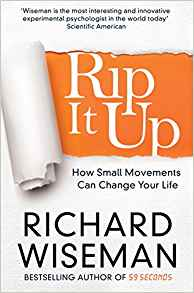 'Wiseman is the most interesting and innovative
experimental psychologist in the world today'
Scientific American
Rip
It Up
How Small Movements
Can Change Your Life
RICHARD
WISEMAN
BESTSELLING AUTHOR OF 59 SECONDS